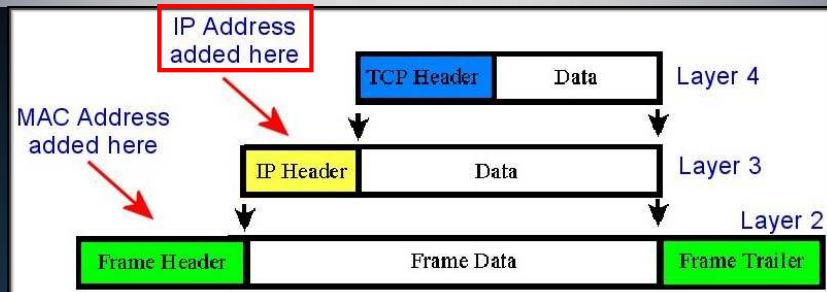 IP Address
added here
TCP Header
Data
Layer 4
MAC Address
added here
IP Header
Data
Layer 3
Layer 2
Frame Header
Frame Data
Frame Trailer